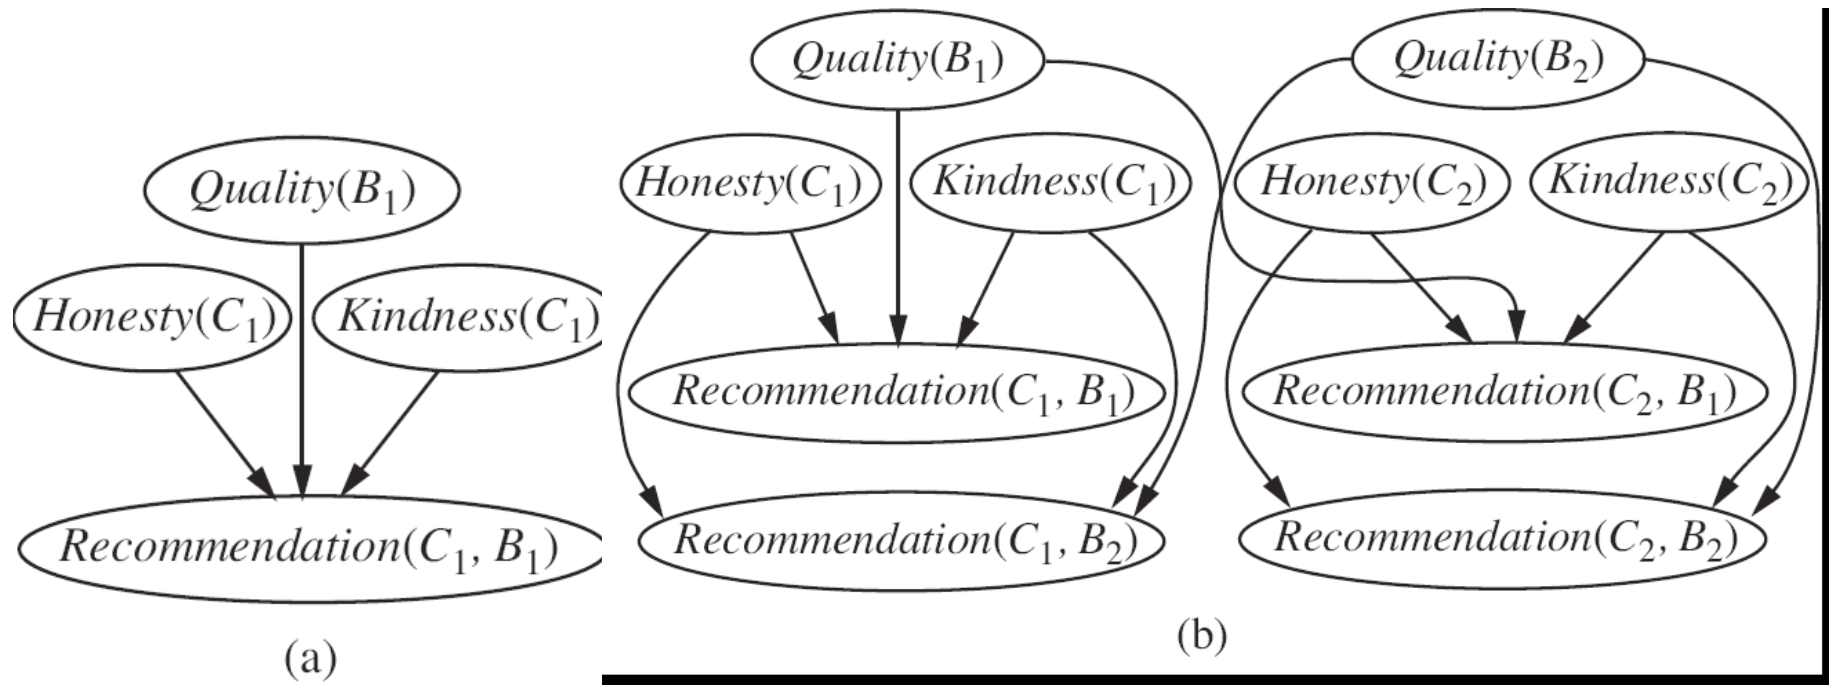 Quality(B1)
Honesty(C1) Kindness(C1)
Recommendation(C1, B1)
(a)
Quality(B1) Quality(B2)
Honesty(C1) Kindness(C1) Honesty(C2) Kindness(C2)
Recommendation(C1, B1) Recommendation(C2, B1)
Recommendation(C1, B2) Recommendation(C2, B2)
(b)